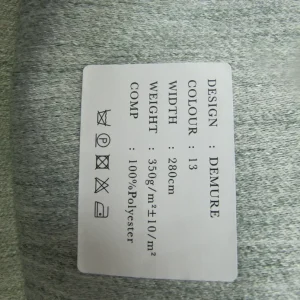 DESIGN : DEMURE
COLOUR : 13
WIDTH : 280cm
WEIGHT : 350g/m²±10/m²
COMP : 100%Polyester